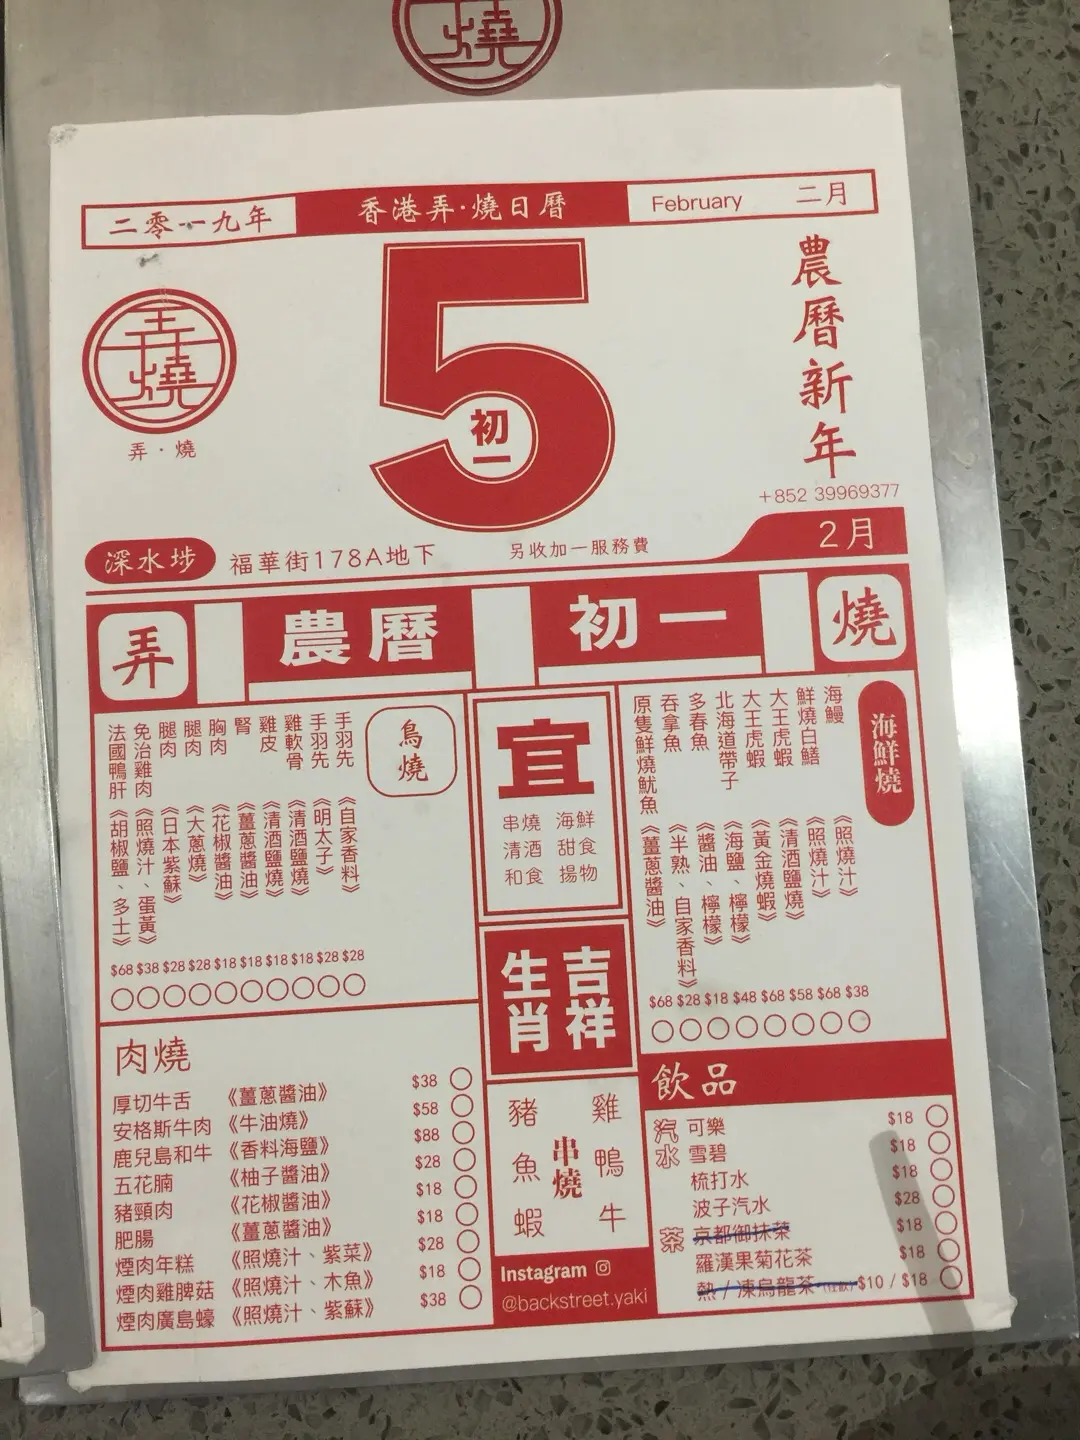 燒
二零一九年
香港弄·燒日曆
February 二月
5
初一
農曆新年
弄燒
弄·燒
+852 39969377
深水埗
福華街178A地下
另收加一服務費
2月
弄
農曆
初一
燒
鳥燒
手羽先《自家香料》 $28
手羽先《明太子》 $28
雞軟骨《清酒鹽燒》 $18
雞皮《清酒鹽燒》 $18
腎《薑蔥醬油》 $18
胸肉《花椒醬油》 $18
腿肉《大蔥燒》 $28
腿肉《日本紫蘇》 $28
免治雞肉《照燒汁、蛋黃》 $38
法國鴨肝《胡椒鹽、多士》 $68
宜
串燒 海鮮
清酒 甜食
和食 揚物
海鮮燒
海鰻《照燒汁》 $38
鮮燒白鱔《照燒汁》 $68
大王虎蝦《清酒鹽燒》 $58
大王虎蝦《黃金燒蝦》 $68
北海道帶子《海鹽、檸檬》 $48
多春魚《醬油、檸檬》 $18
吞拿魚《半熟、自家香料》 $28
原隻鮮燒魷魚《薑蔥醬油》 $68
吉祥生肖
豬 雞
魚 鴨
蝦 牛
串燒
Instagram
@backstreet.yaki
肉燒
厚切牛舌《薑蔥醬油》 $38
安格斯牛肉《牛油燒》 $58
鹿兒島和牛《香料海鹽》 $88
五花腩《柚子醬油》 $28
豬頸肉《花椒醬油》 $18
肥腸《薑蔥醬油》 $18
煙肉年糕《照燒汁、紫菜》 $28
煙肉雞脾菇《照燒汁、木魚》 $18
煙肉廣島蠔《照燒汁、紫蘇》 $38
飲品
汽水
可樂 $18
雪碧 $18
梳打水 $18
波子汽水 $28
茶
京都御抹茶 $18
羅漢果菊花茶 $18
熱/凍烏龍茶 $10 / $18